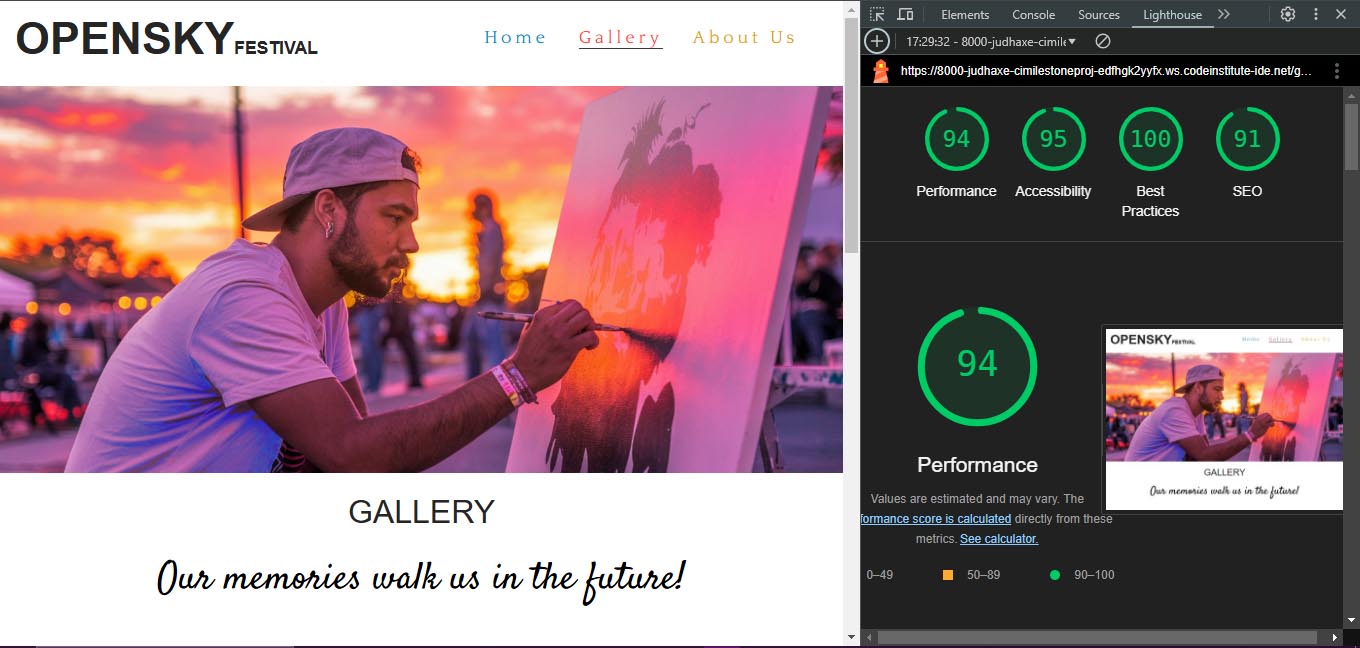 OPENSKYFESTIVAL
Home Gallery About Us
GALLERY
Our memories walk us in the future!
Elements Console Sources Lighthouse
17:29:32 - 8000-judhaxe-cimile
https://8000-judhaxe-cimilestoneproj-edfhgk2yyfx.ws.codeinstitute-ide.net/g...
94 95 100 91
Performance Accessibility Best Practices SEO
94
Performance
Values are estimated and may vary. The
formance score is calculated directly from these
metrics. See calculator.
0–49 50–89 90–100
OPENSKYFESTIVAL Home Gallery About Us
GALLERY
Our memories walk us in the future!